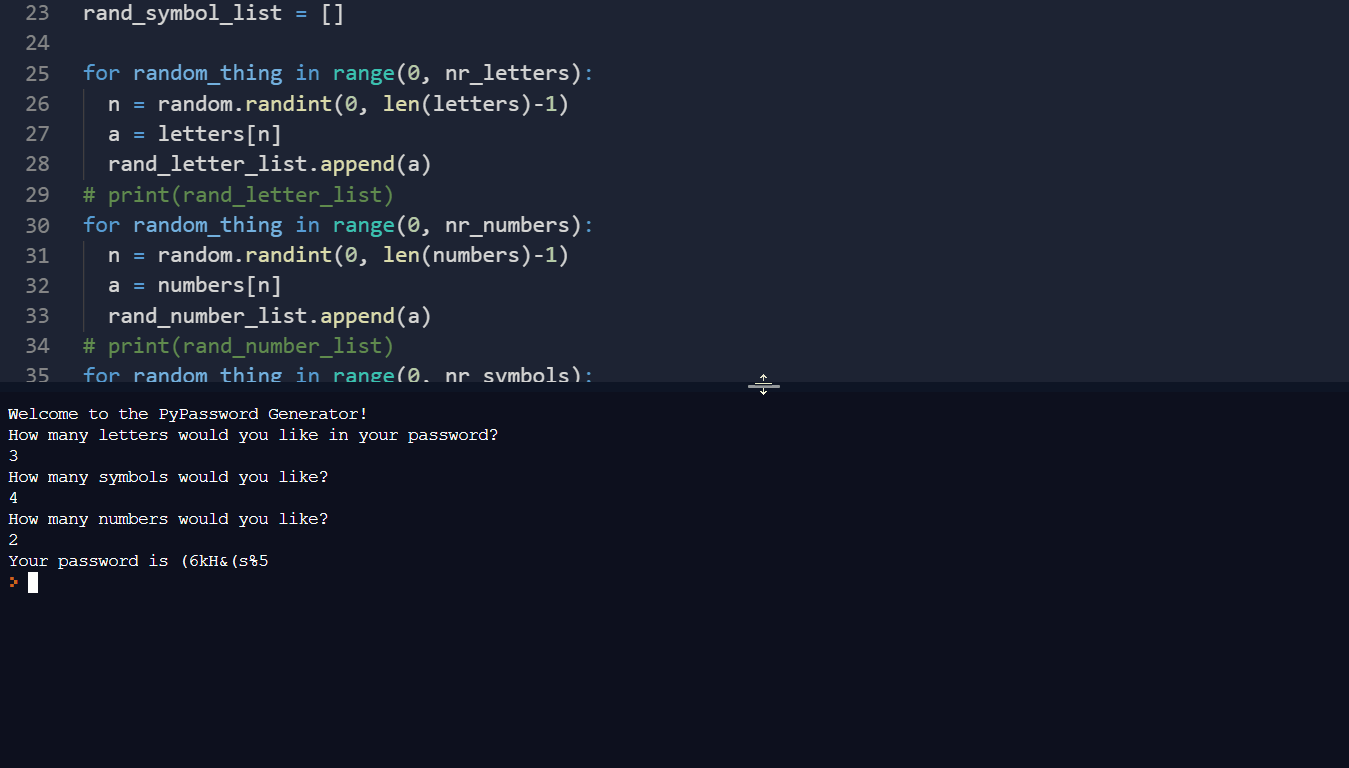 23 rand_symbol_list = []
24
25 for random_thing in range(0, nr_letters):
26 n = random.randint(0, len(letters)-1)
27 a = letters[n]
28 rand_letter_list.append(a)
29 # print(rand_letter_list)
30 for random_thing in range(0, nr_numbers):
31 n = random.randint(0, len(numbers)-1)
32 a = numbers[n]
33 rand_number_list.append(a)
34 # print(rand_number_list)
35 for random_thing in range(0, nr_symbols):
Welcome to the PyPassword Generator!
How many letters would you like in your password?
3
How many symbols would you like?
4
How many numbers would you like?
2
Your password is (6kH&(s%5
>